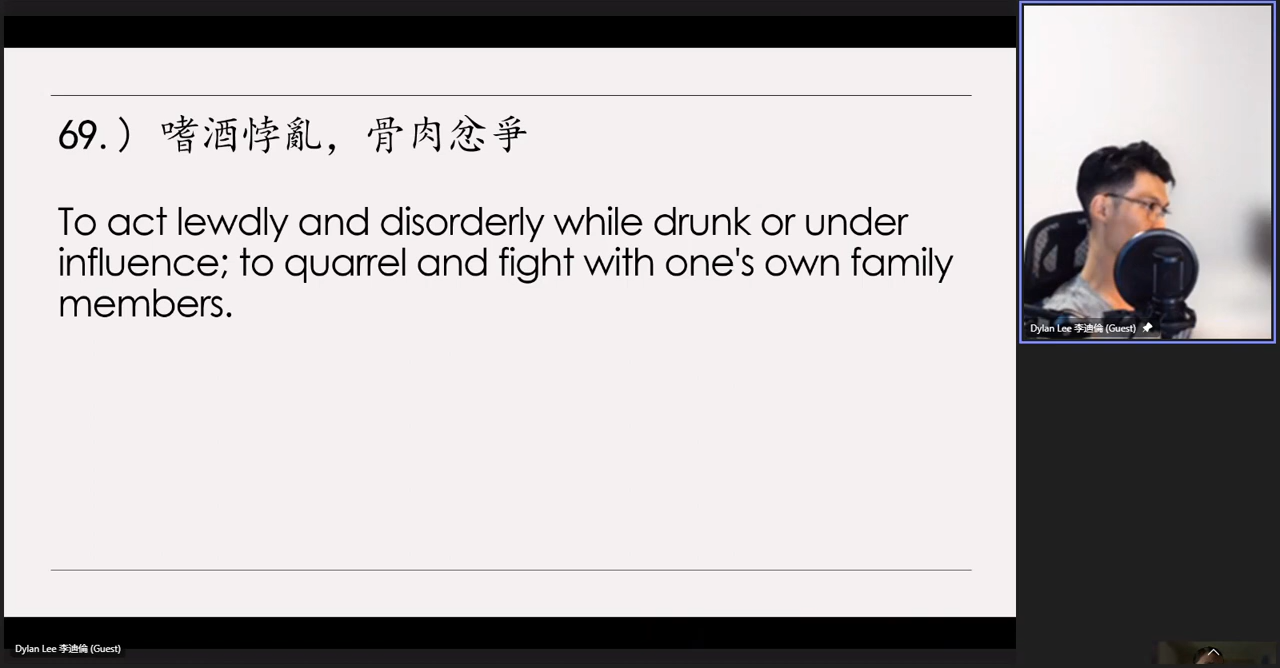 69.）嗜酒悖亂，骨肉忿爭
To act lewdly and disorderly while drunk or under
influence; to quarrel and fight with one's own family
members.
Dylan Lee 李迪倫 (Guest)
Dylan Lee 李迪倫 (Guest)